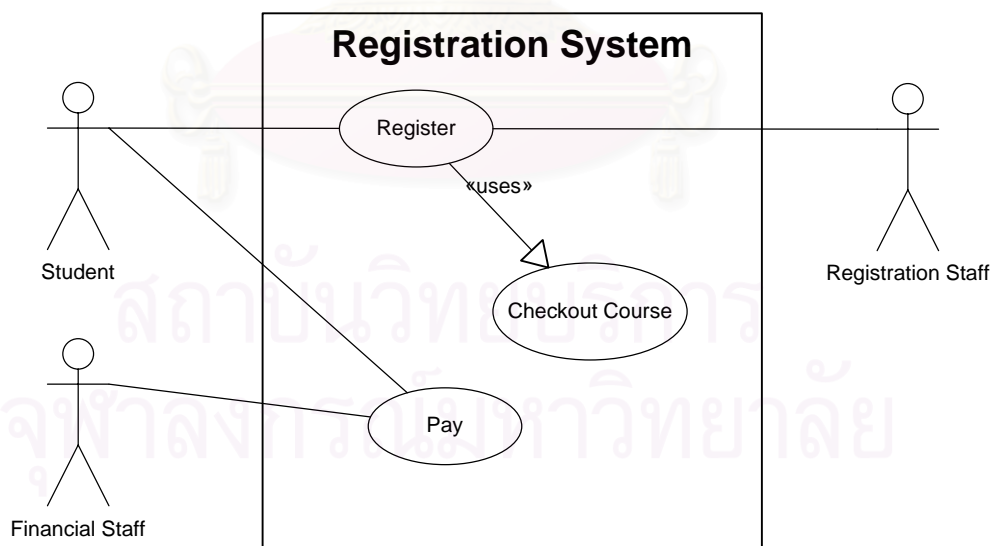 Registration System
Register
«uses»
Student
Registration Staff
Checkout Course
Pay
Financial Staff
สถาบันวิทยบริการ
จุฬาลงกรณ์มหาวิทยาลัย